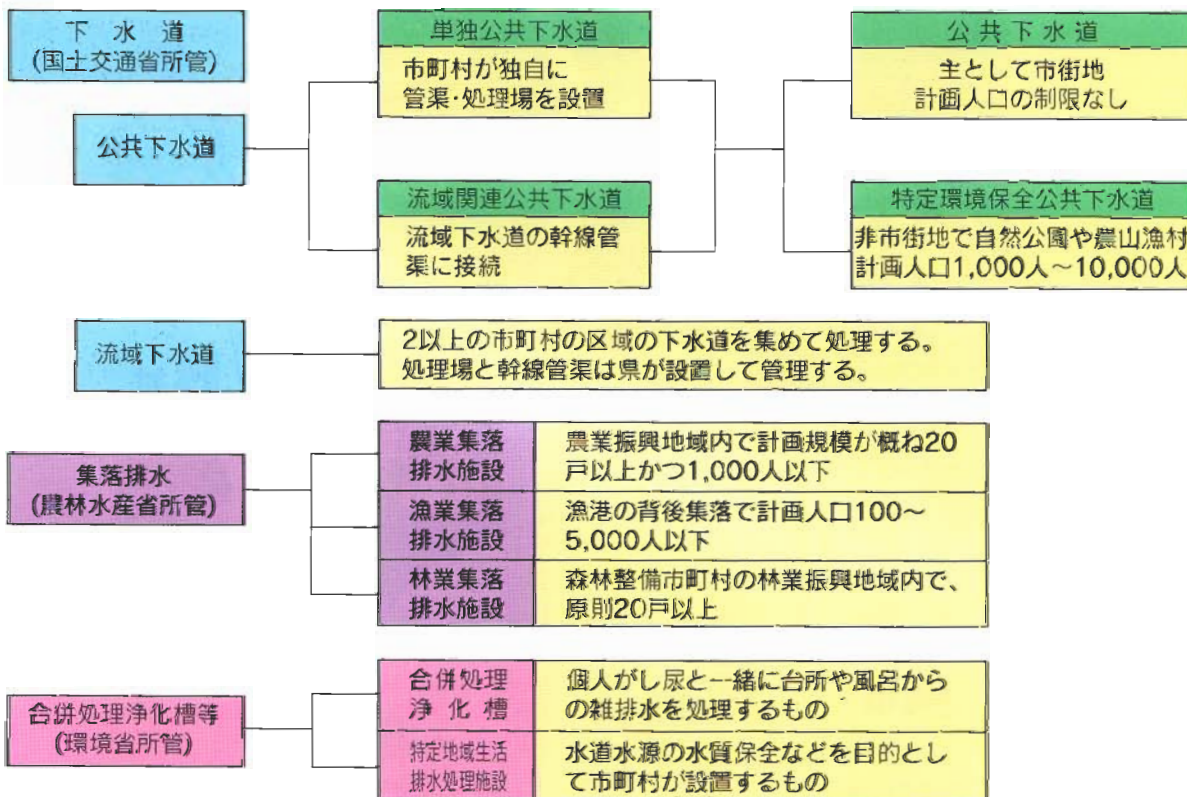 下水道
(国土交通省所管)
公共下水道
単独公共下水道
市町村が独自に
管渠・処理場を設置
流域関連公共下水道
流域下水道の幹線管
渠に接続
公共下水道
主として市街地
計画人口の制限なし
特定環境保全公共下水道
非市街地で自然公園や農山漁村
計画人口1,000人〜10,000人
流域下水道
2以上の市町村の区域の下水道を集めて処理する。
処理場と幹線管渠は県が設置して管理する。
集落排水
(農林水産省所管)
農業集落
排水施設
農業振興地域内で計画規模が概ね20
戸以上かつ1,000人以下
漁業集落
排水施設
漁港の背後集落で計画人口100〜
5,000人以下
林業集落
排水施設
森林整備市町村の林業振興地域内で、
原則20戸以上
合併処理浄化槽等
(環境省所管)
合併処理
浄化槽
個人がし尿と一緒に台所や風呂から
の雑排水を処理するもの
特定地域生活
排水処理施設
水道水源の水質保全などを目的とし
て市町村が設置するもの